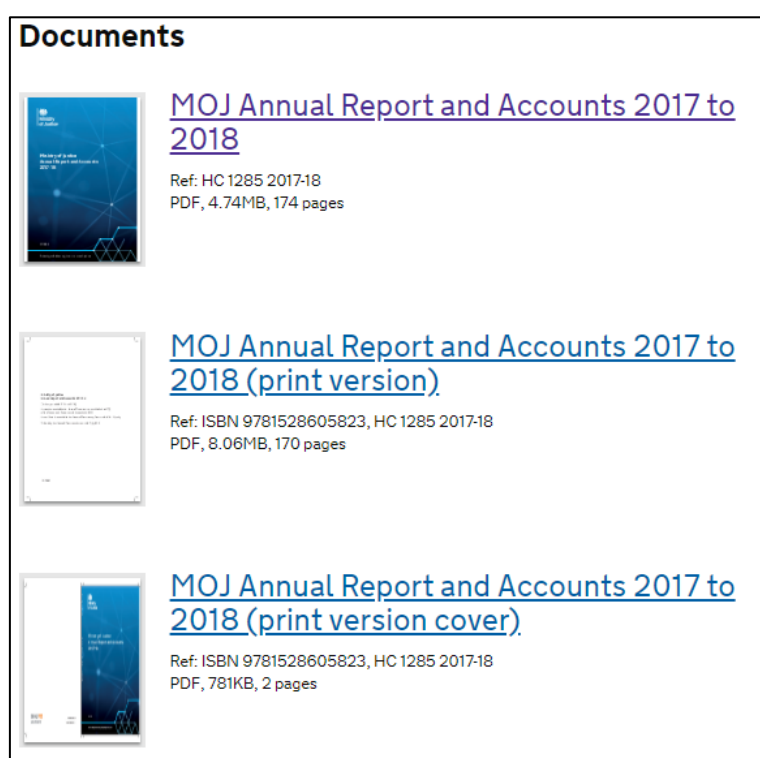 Documents
MOJ Annual Report and Accounts 2017 to
2018
Ref: HC 1285 2017-18
PDF, 4.74MB, 174 pages
MOJ Annual Report and Accounts 2017 to
2018 (print version)
Ref: ISBN 9781528605823, HC 1285 2017-18
PDF, 8.06MB, 170 pages
MOJ Annual Report and Accounts 2017 to
2018 (print version cover)
Ref: ISBN 9781528605823, HC 1285 2017-18
PDF, 781KB, 2 pages